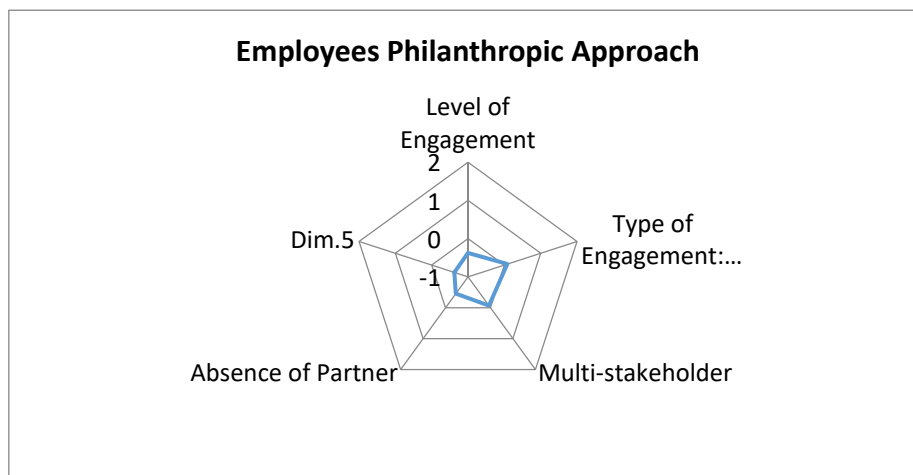 Employees Philanthropic Approach
Level of
Engagement
2
1
0
-1
Type of
Engagement:...
Multi-stakeholder
Absence of Partner
Dim.5